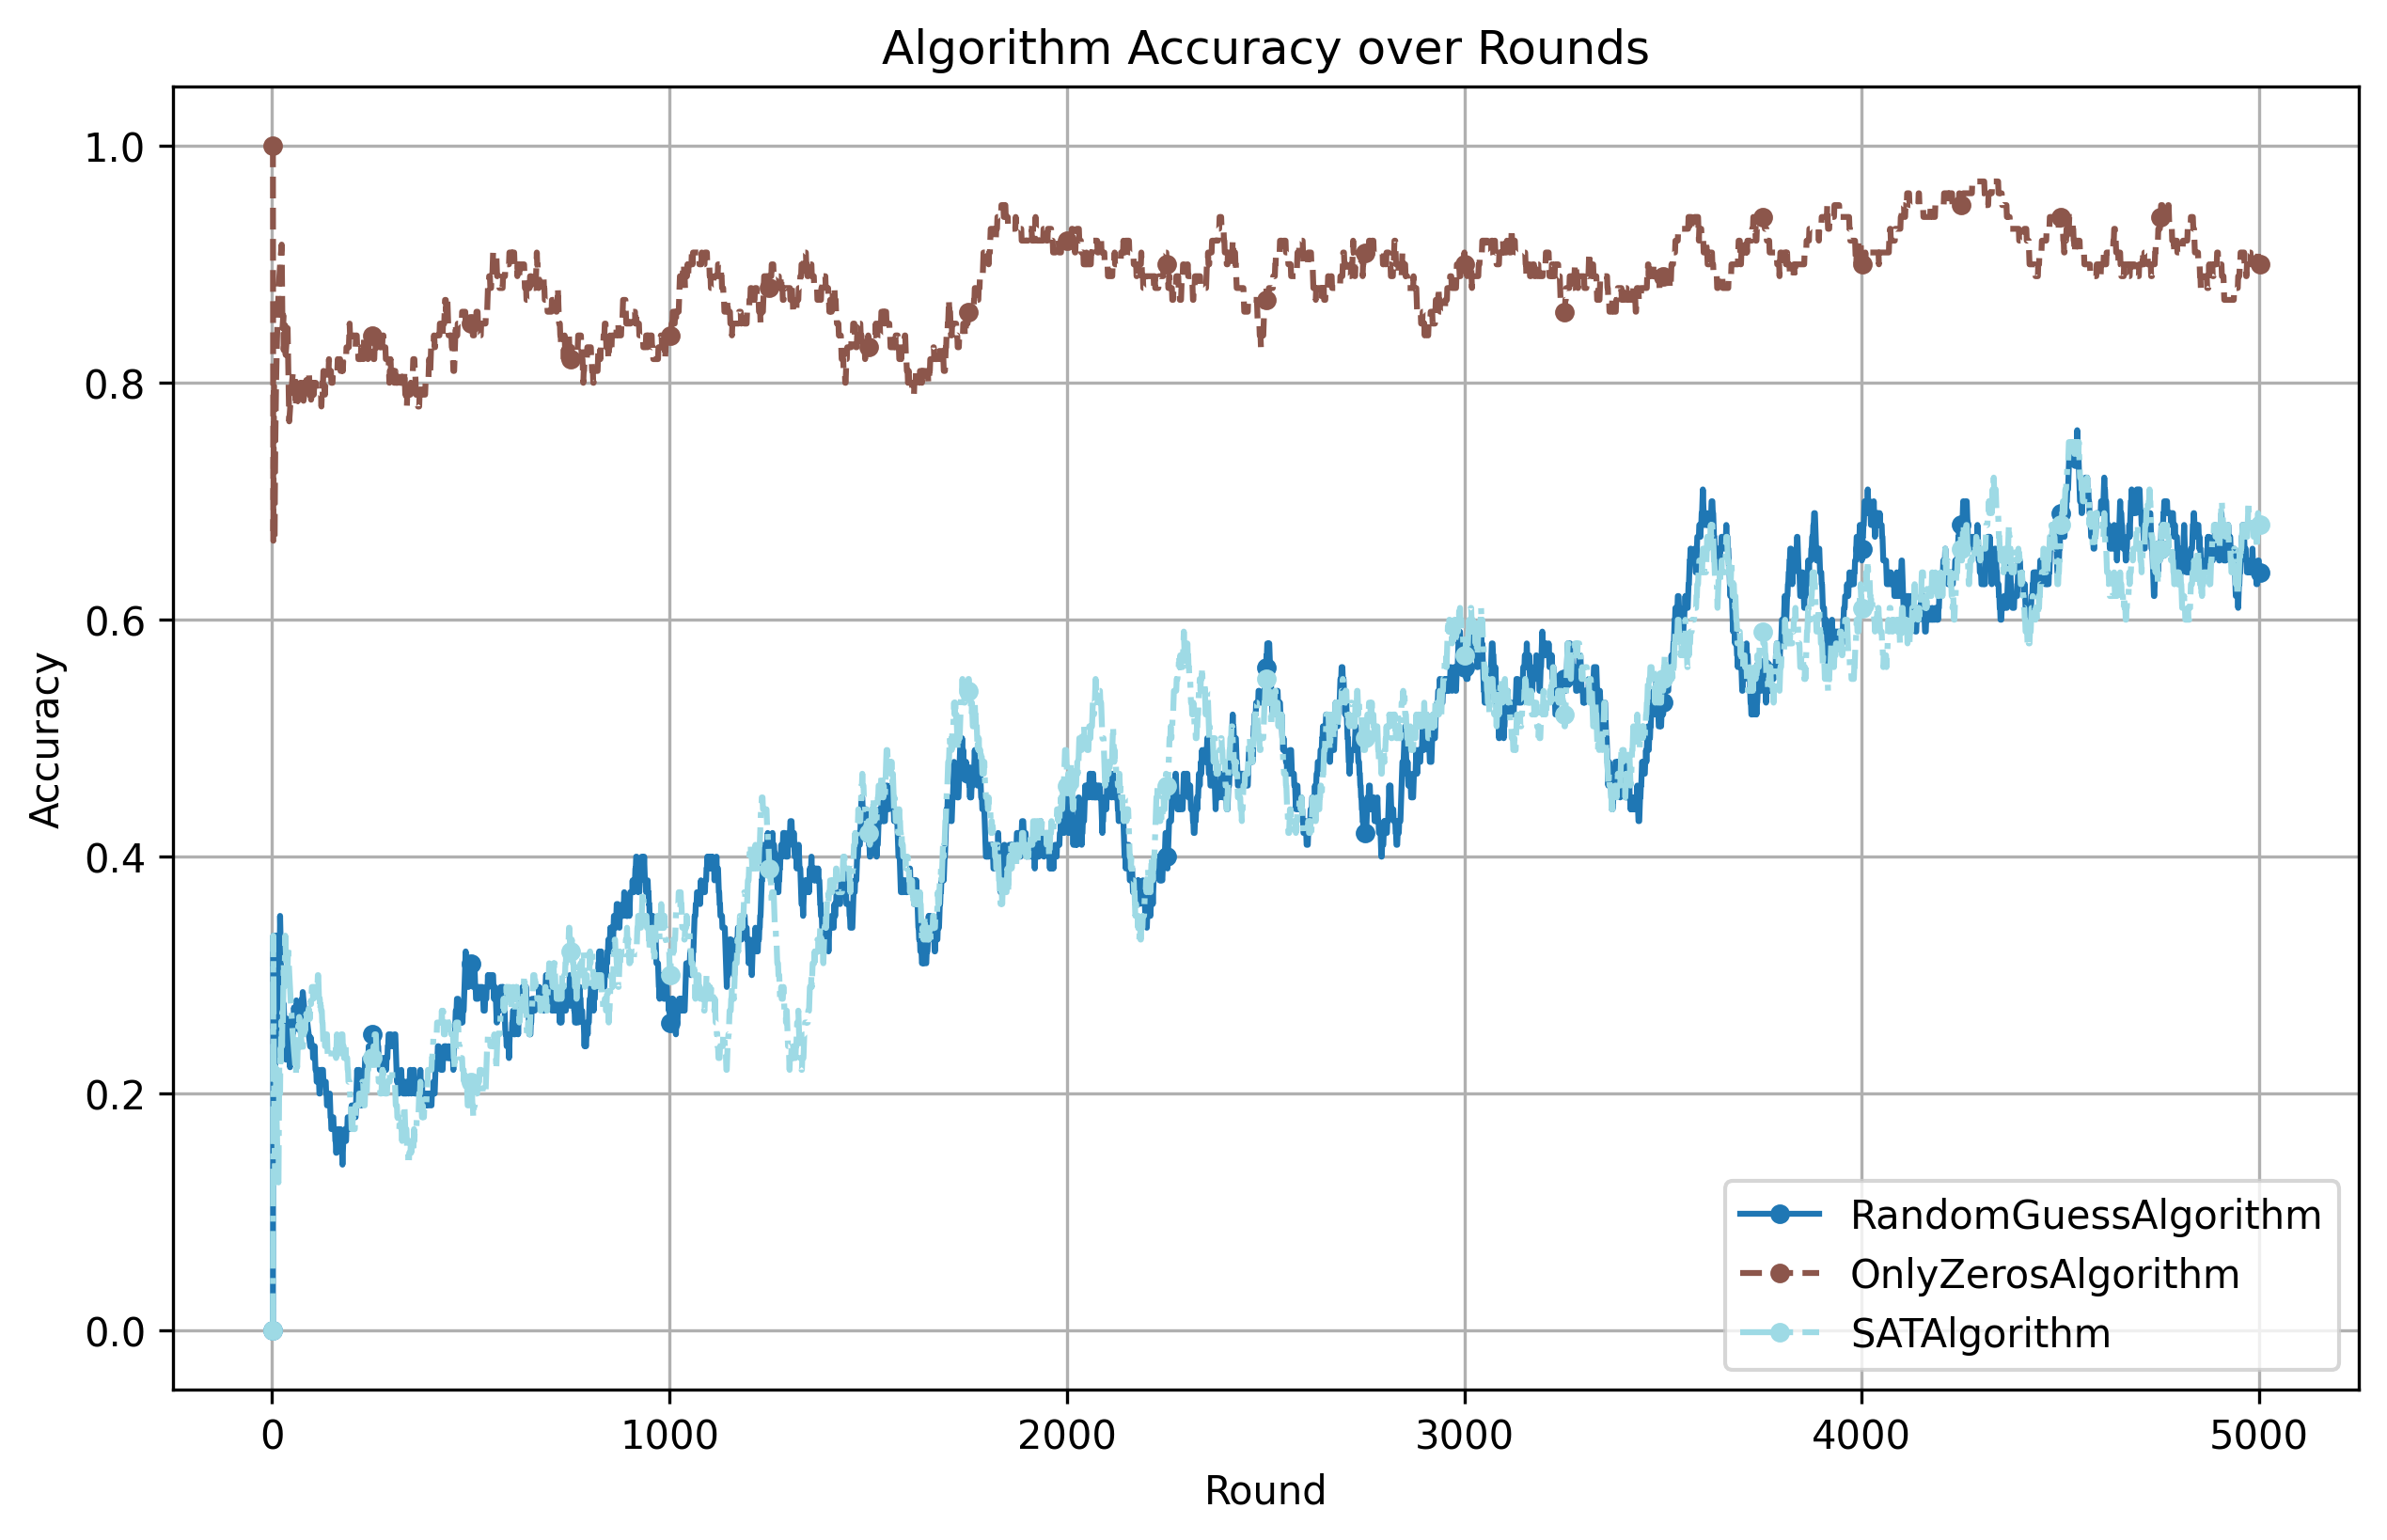 Algorithm Accuracy over Rounds
1.0
0.8
0.6
0.4
0.2
0.0
Accuracy
RandomGuessAlgorithm
OnlyZerosAlgorithm
SATAlgorithm
0 1000 2000 3000 4000 5000
Round